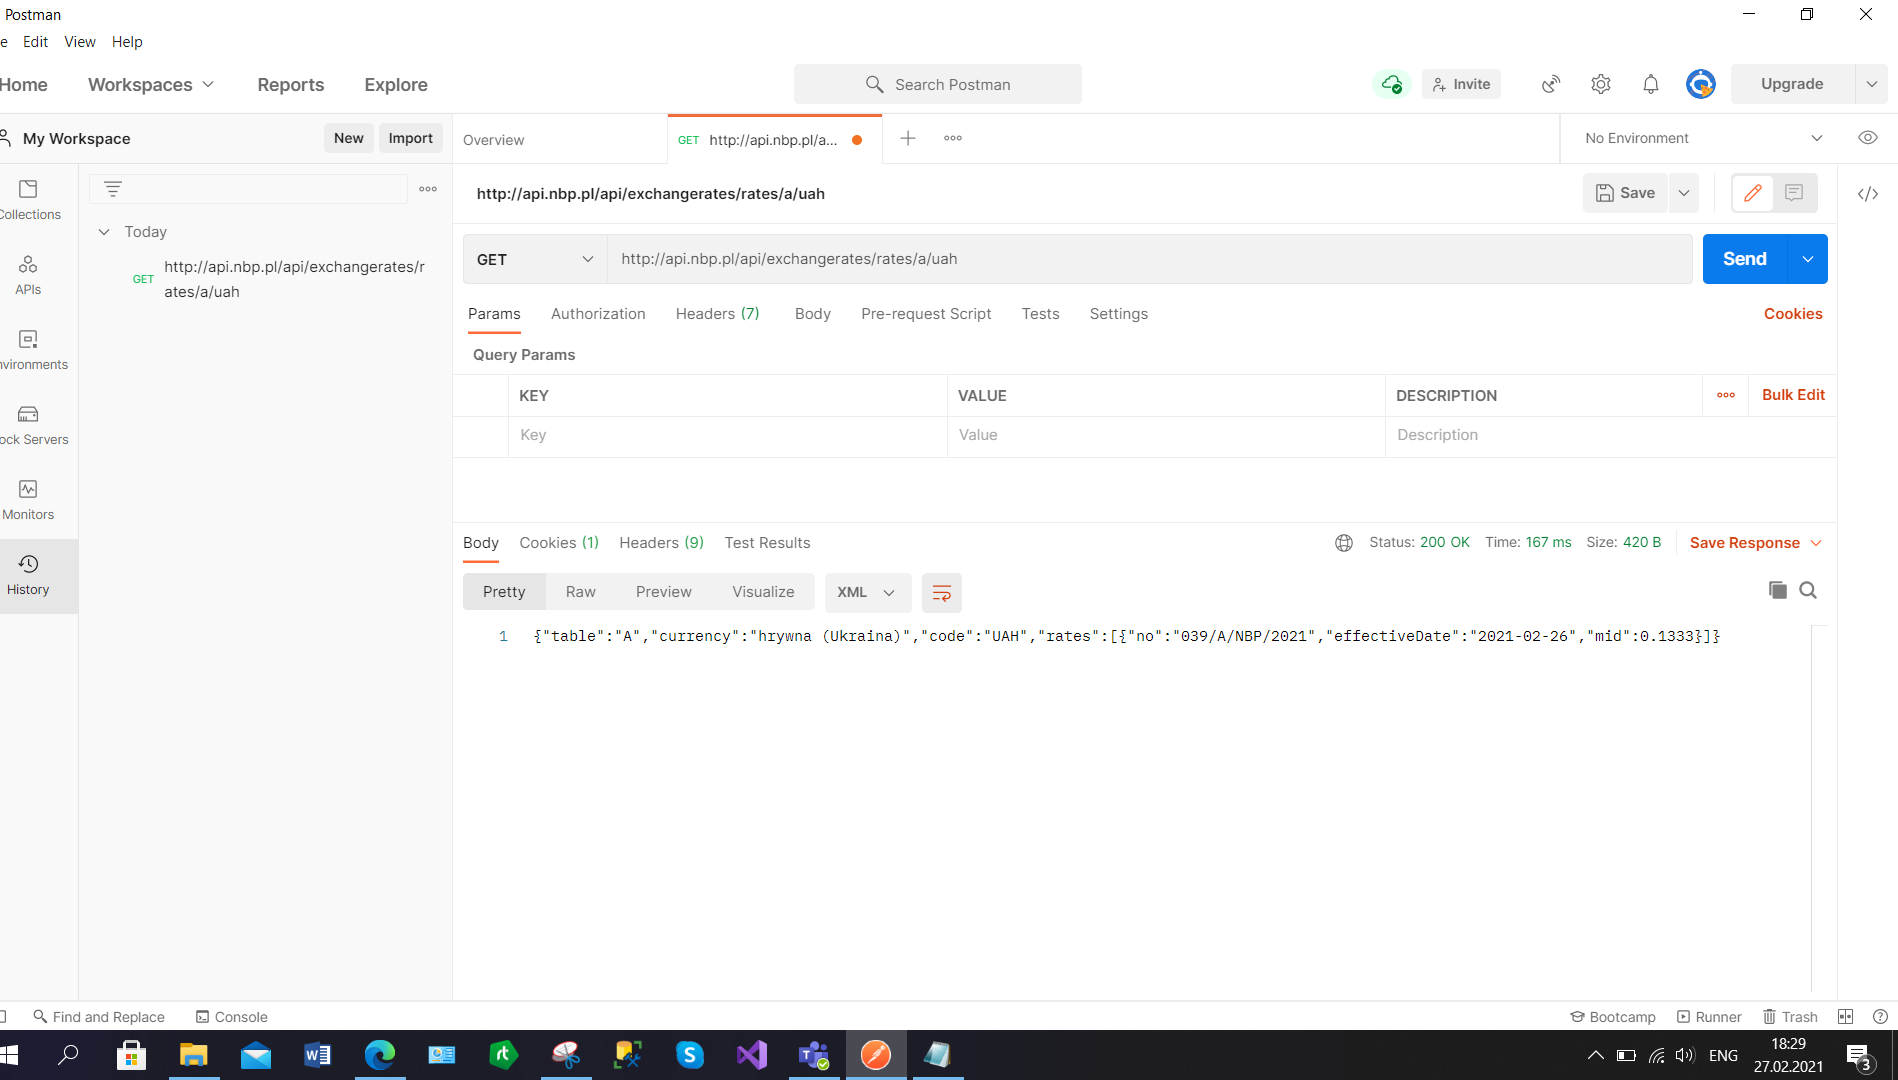 Postman
e Edit View Help
Home Workspaces Reports Explore Search Postman Invite Upgrade
My Workspace New Import Overview GET http://api.nbp.pl/a... No Environment
Collections
APIs
nvironments
ock Servers
Monitors
History
Today
GET http://api.nbp.pl/api/exchangerates/r
ates/a/uah
http://api.nbp.pl/api/exchangerates/rates/a/uah Save
GET http://api.nbp.pl/api/exchangerates/rates/a/uah Send
Params Authorization Headers (7) Body Pre-request Script Tests Settings Cookies
Query Params
KEY VALUE DESCRIPTION Bulk Edit
Key Value Description
Body Cookies (1) Headers (9) Test Results Status: 200 OK Time: 167 ms Size: 420 B Save Response
Pretty Raw Preview Visualize XML
1 {"table":"A","currency":"hrywna (Ukraina)","code":"UAH","rates":[{"no":"039/A/NBP/2021","effectiveDate":"2021-02-26","mid":0.1333}]}
Find and Replace Console Bootcamp Runner Trash
ENG 18:29
27.02.2021
3